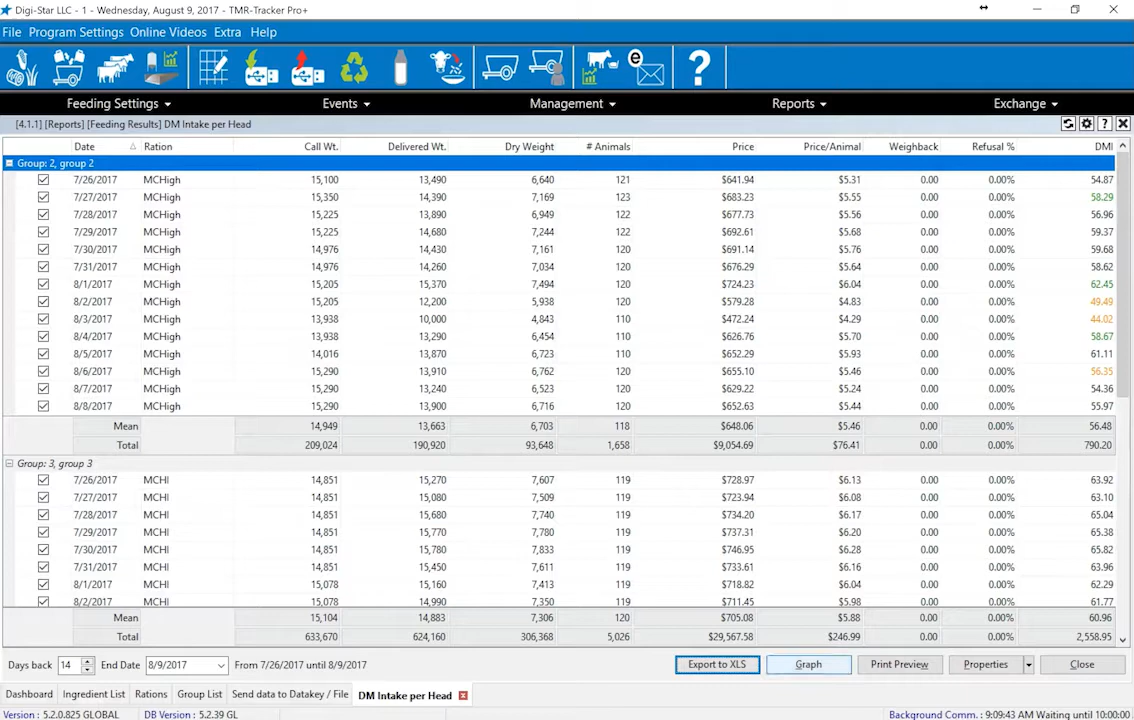 Digi-Star LLC - 1 - Wednesday, August 9, 2017 - TMR-Tracker Pro+
File Program Settings Online Videos Extra Help
Feeding Settings Events Management Reports Exchange
[4.1.1] [Reports] [Feeding Results] DM Intake per Head
Date Ration Call Wt. Delivered Wt. Dry Weight # Animals Price Price/Animal Weighback Refusal % DMI
Group: 2, group 2
7/26/2017 MCHigh 15,100 13,490 6,640 121 $641.94 $5.31 0.00 0.00% 54.87
7/27/2017 MCHigh 15,350 14,390 7,169 123 $683.23 $5.55 0.00 0.00% 58.29
7/28/2017 MCHigh 15,225 13,890 6,949 122 $677.73 $5.56 0.00 0.00% 56.96
7/29/2017 MCHigh 15,225 14,680 7,244 122 $692.61 $5.68 0.00 0.00% 59.37
7/30/2017 MCHigh 14,976 14,430 7,161 120 $691.14 $5.76 0.00 0.00% 59.68
7/31/2017 MCHigh 14,976 14,260 7,034 120 $676.29 $5.64 0.00 0.00% 58.62
8/1/2017 MCHigh 15,205 15,370 7,494 120 $724.23 $6.04 0.00 0.00% 62.45
8/2/2017 MCHigh 15,205 12,200 5,938 120 $579.28 $4.83 0.00 0.00% 49.49
8/3/2017 MCHigh 13,938 10,000 4,843 110 $472.24 $4.29 0.00 0.00% 44.02
8/4/2017 MCHigh 13,938 13,290 6,454 110 $626.76 $5.70 0.00 0.00% 58.67
8/5/2017 MCHigh 14,016 13,870 6,723 110 $652.29 $5.93 0.00 0.00% 61.11
8/6/2017 MCHigh 15,290 13,910 6,762 120 $655.10 $5.46 0.00 0.00% 56.35
8/7/2017 MCHigh 15,290 13,240 6,523 120 $629.22 $5.24 0.00 0.00% 54.36
8/8/2017 MCHigh 15,290 13,900 6,716 120 $652.63 $5.44 0.00 0.00% 55.97
Mean 14,949 13,663 6,703 118 $648.06 $5.46 0.00 0.00% 56.48
Total 209,024 190,920 93,648 1,658 $9,054.69 $76.41 0.00 0.00% 790.20
Group: 3, group 3
7/26/2017 MCHI 14,851 15,270 7,607 119 $728.97 $6.13 0.00 0.00% 63.92
7/27/2017 MCHI 14,851 15,080 7,509 119 $723.94 $6.08 0.00 0.00% 63.10
7/28/2017 MCHI 14,851 15,680 7,740 119 $734.20 $6.17 0.00 0.00% 65.04
7/29/2017 MCHI 14,851 15,770 7,780 119 $737.31 $6.20 0.00 0.00% 65.38
7/30/2017 MCHI 14,851 15,780 7,833 119 $746.95 $6.28 0.00 0.00% 65.82
7/31/2017 MCHI 14,851 15,450 7,611 119 $733.61 $6.16 0.00 0.00% 63.96
8/1/2017 MCHI 15,078 15,160 7,413 119 $718.82 $6.04 0.00 0.00% 62.29
8/2/2017 MCHI 15,078 14,990 7,350 119 $711.45 $5.98 0.00 0.00% 61.77
Mean 15,104 14,883 7,306 120 $705.08 $5.88 0.00 0.00% 60.96
Total 633,670 624,160 306,368 5,026 $29,567.58 $246.99 0.00 0.00% 2,558.95
Days back 14 End Date 8/9/2017 From 7/26/2017 until 8/9/2017 Export to XLS Graph Print Preview Properties Close
Dashboard Ingredient List Rations Group List Send data to Datakey / File DM Intake per Head
Version : 5.2.0.825 GLOBAL DB Version : 5.2.39 GL Background Comm. : 9:09:43 AM Waiting until 10:00:00